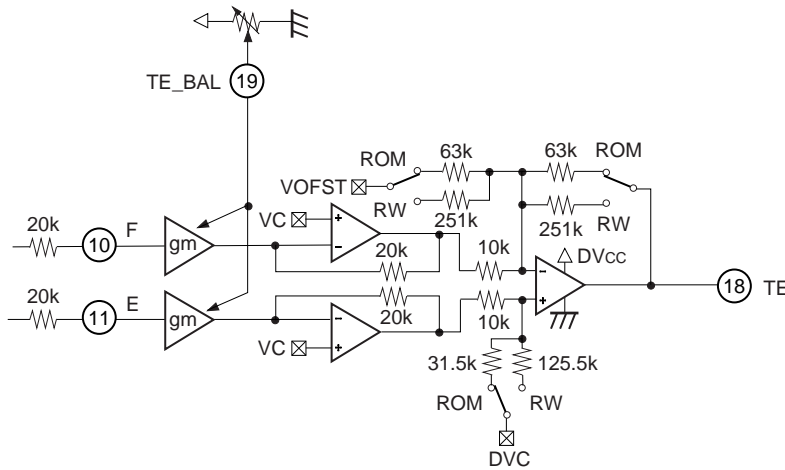 TE_BAL
19
ROM
63k
63k
ROM
VOFST
RW
251k
251k
RW
20k
10
F
gm
VC
+
-
20k
10k
-
DVCC
+
18
TE
20k
11
E
gm
20k
10k
-
VC
+
31.5k
125.5k
ROM
RW
DVC